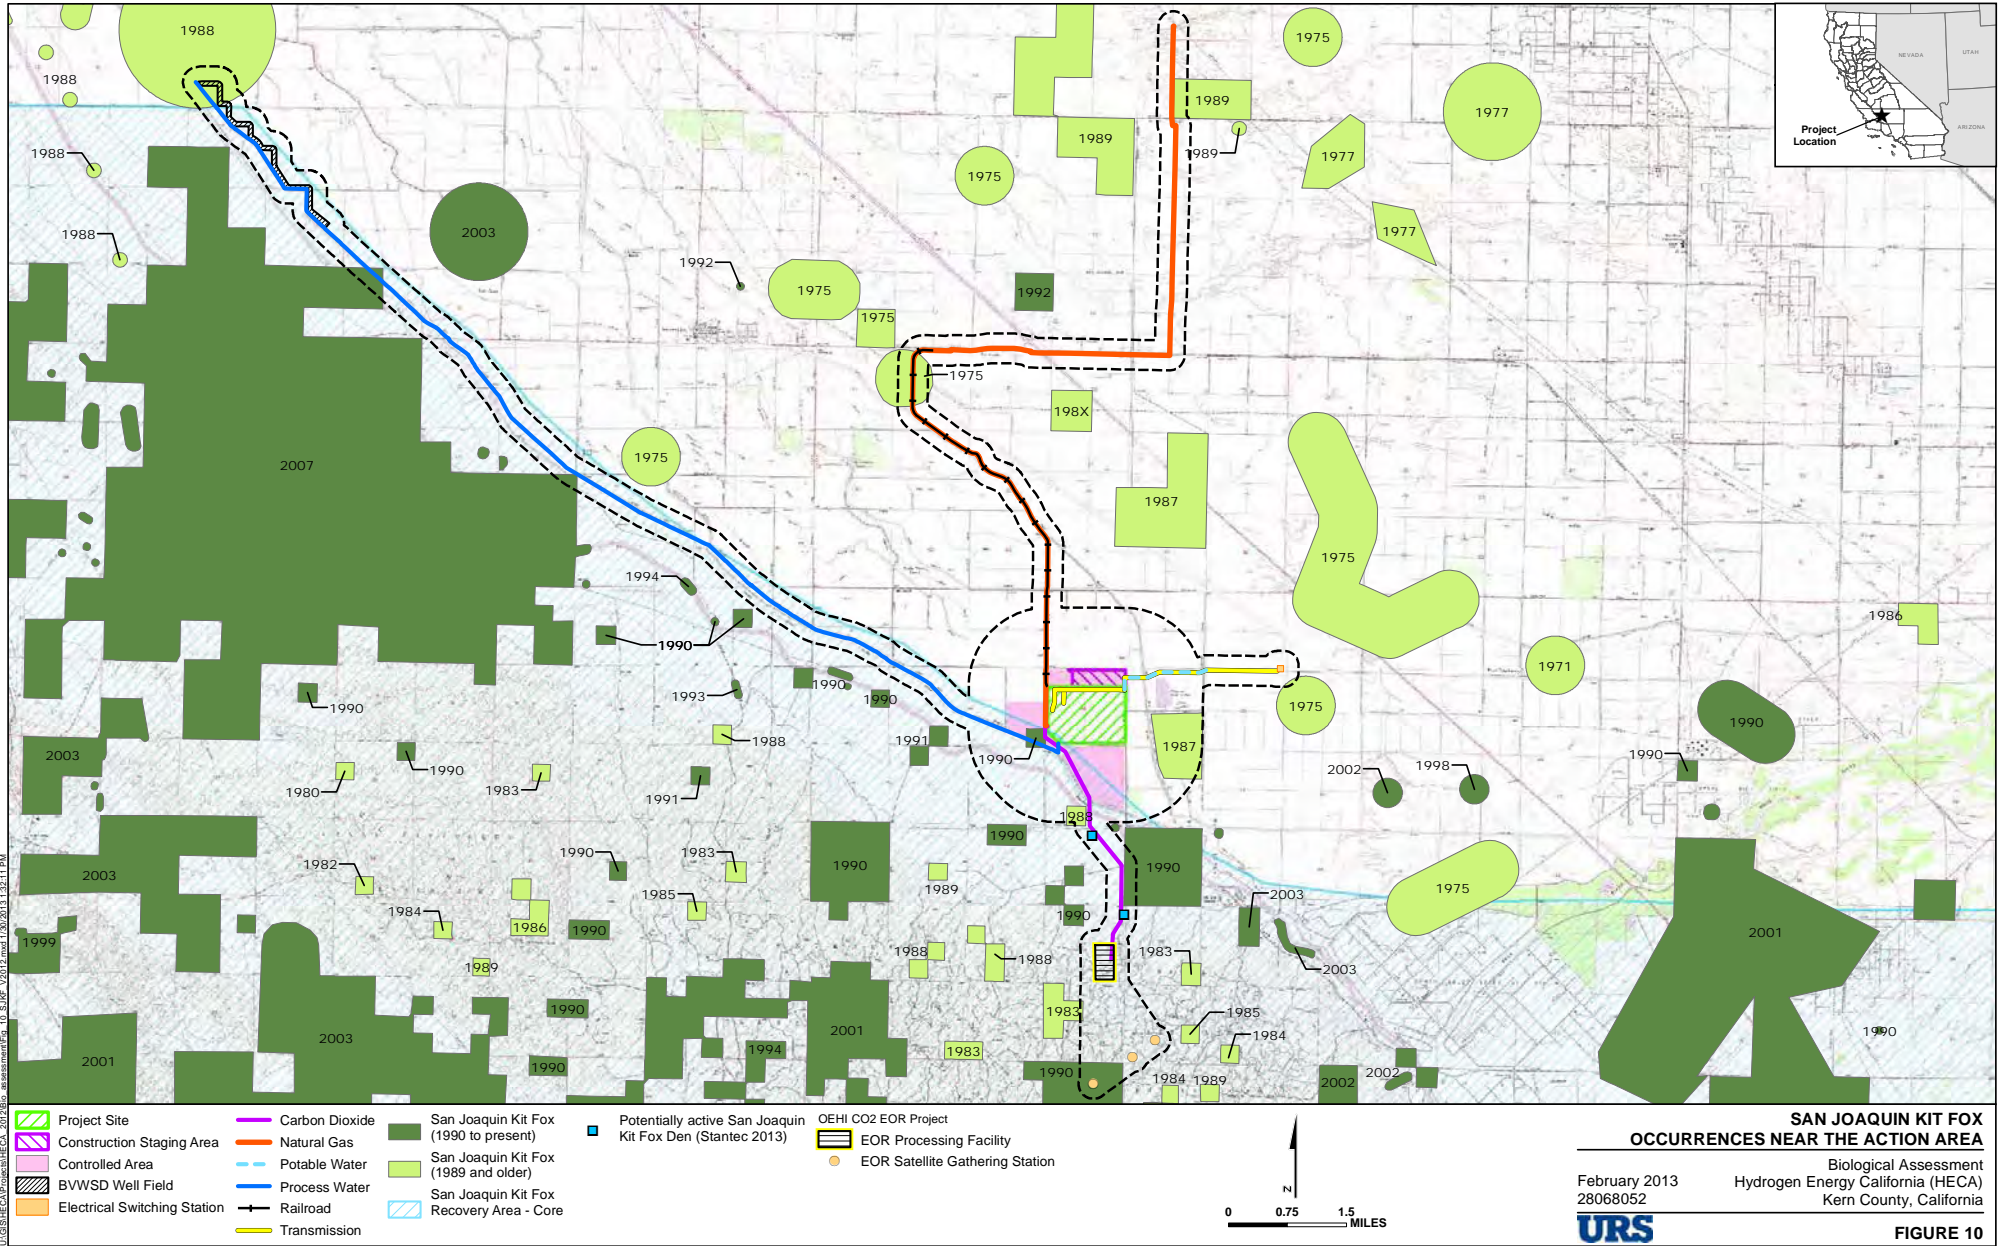 1988
1975
1988
1989
1977
1989
1989
1977
1988
1975
1977
1988
2003
1992
1975
1992
1975
1975
198X
1975
2007
1987
1975
1994
1990
1986
1971
1990
1993
1990
1990
1975
1990
1988
1991
1990
1987
2003
1990
1990
1980
1983
1991
2002
1998
1988
1990
1990
1990
1983
1990
1982
2003
1989
1975
1985
2003
1984
1986
1990
1990
1999
2001
1988
1988
1983
2003
1989
1990
1983
1985
2003
2001
1990
1984
1994
1983
2001
1990
1990
1984
1989
2002
2002
NEVADA
UTAH
ARIZONA
Project
Location
Project Site
Construction Staging Area
Controlled Area
BVWSD Well Field
Electrical Switching Station
Carbon Dioxide
Natural Gas
Potable Water
Process Water
Railroad
Transmission
San Joaquin Kit Fox
(1990 to present)
San Joaquin Kit Fox
(1989 and older)
San Joaquin Kit Fox
Recovery Area - Core
Potentially active San Joaquin
Kit Fox Den (Stantec 2013)
OEHI CO2 EOR Project
EOR Processing Facility
EOR Satellite Gathering Station
Z
0 0.75 1.5
MILES
SAN JOAQUIN KIT FOX
OCCURRENCES NEAR THE ACTION AREA
Biological Assessment
February 2013 Hydrogen Energy California (HECA)
28068052 Kern County, California
URS
FIGURE 10